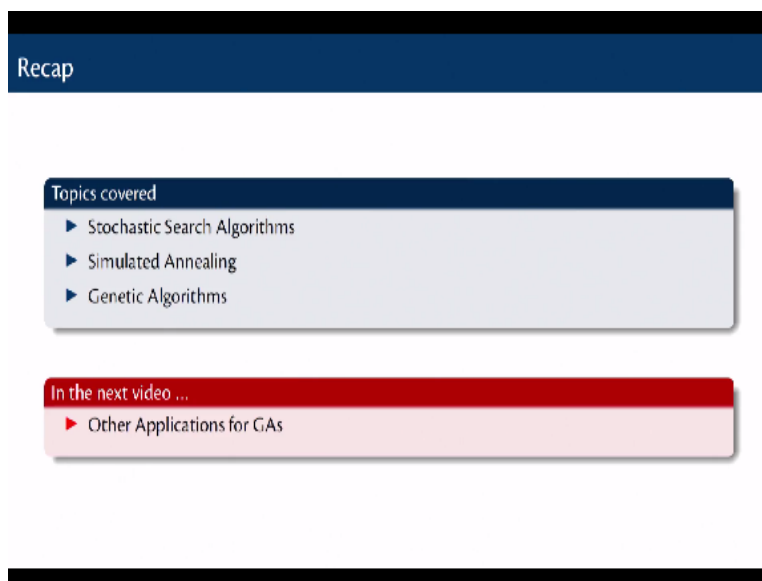 Recap
Topics covered
Stochastic Search Algorithms
Simulated Annealing
Genetic Algorithms
In the next video ...
Other Applications for GAs